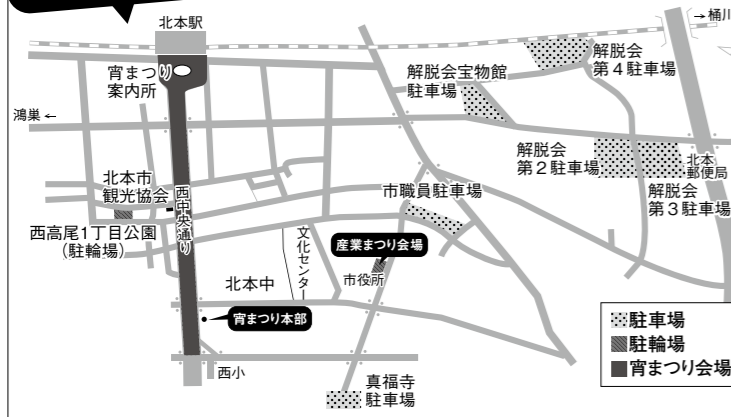 北本駅
→桶川
宵まつり
案内所
解脱会宝物館
駐車場
解脱会
第4駐車場
鴻巣←
北本市
観光協会
西中央通り
西高尾1丁目公園
(駐輪場)
解脱会
第2駐車場
北本
郵便局
解脱会
第3駐車場
市職員駐車場
文化センター
産業まつり会場
市役所
北本中
宵まつり本部
西小
真福寺
駐車場
駐車場
駐輪場
宵まつり会場